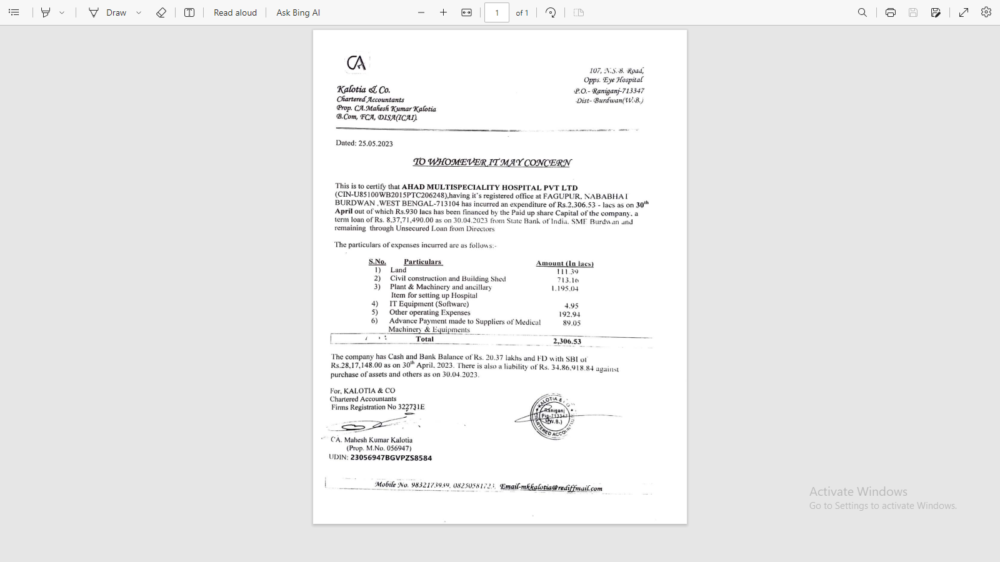 Draw
Read aloud
Ask Bing AI
1
of 1
CA
107, N.S.B. Road,
Opps. Eye Hospital
P.O.- Raniganj-713347
Dist- Burdwan(W.B.)
Kalotia & Co.
Chartered Accountants
Prop. CA.Mahesh Kumar Kalotia
B.Com, FCA, DISA(ICAI).
Dated: 25.05.2023
TO WHOMEVER IT MAY CONCERN
This is to certify that AHAD MULTISPECIALITY HOSPITAL PVT LTD
(CIN-U85100WB2015PTC206248),having it's registered office at FAGUPUR, NABABHAI
BURDWAN ,WEST BENGAL-713104 has incurred an expenditure of Rs.2,306.53 - lacs as on 30th
April out of which Rs.930 lacs has been financed by the Paid up share Capital of the company, a
term loan of Rs. 8,37,71,490.00 as on 30.04.2023 from State Bank of India, SME Burdwan and
remaining through Unsecured Loan from Directors
The particulars of expenses incurred are as follows:-
S.No. Particulars Amount (In lacs)
1) Land 111.39
2) Civil construction and Building Shed 713.16
3) Plant & Machinery and ancillary 1,195.04
Item for setting up Hospital
4) IT Equipment (Software) 4.95
5) Other operating Expenses 192.94
6) Advance Payment made to Suppliers of Medical 89.05
Machinery & Equipments
Total 2,306.53
The company has Cash and Bank Balance of Rs. 20.37 lakhs and FD with SBI of
Rs.28,17,148.00 as on 30th April, 2023. There is also a liability of Rs. 34,86,918.84 against
purchase of assets and others as on 30.04.2023.
For, KALOTIA & CO
Chartered Accountants
Firms Registration No 322731E
KALOTIA & CO
Raniganj
Pin-713347
(W.B.)
CHARTERED ACCOUNTANTS
CA. Mahesh Kumar Kalotia
(Prop. M.No. 056947)
UDIN: 23056947BGVPZS8584
Mobile No. 9832173939, 08250581723, Email-mkkalotia@rediffmail.com
Activate Windows
Go to Settings to activate Windows.